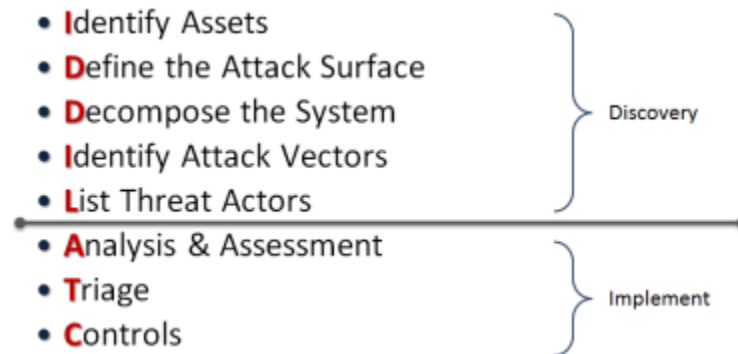 • Identify Assets
• Define the Attack Surface
• Decompose the System
• Identify Attack Vectors
• List Threat Actors
Discovery
• Analysis & Assessment
• Triage
• Controls
Implement